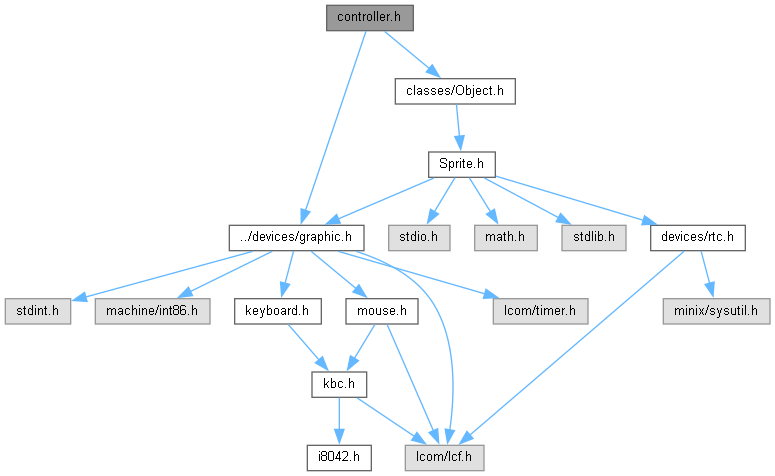 controller.h
classes/Object.h
Sprite.h
../devices/graphic.h
stdio.h
math.h
stdlib.h
devices/rtc.h
stdint.h
machine/int86.h
keyboard.h
mouse.h
lcom/timer.h
minix/sysutil.h
kbc.h
i8042.h
lcom/lcf.h